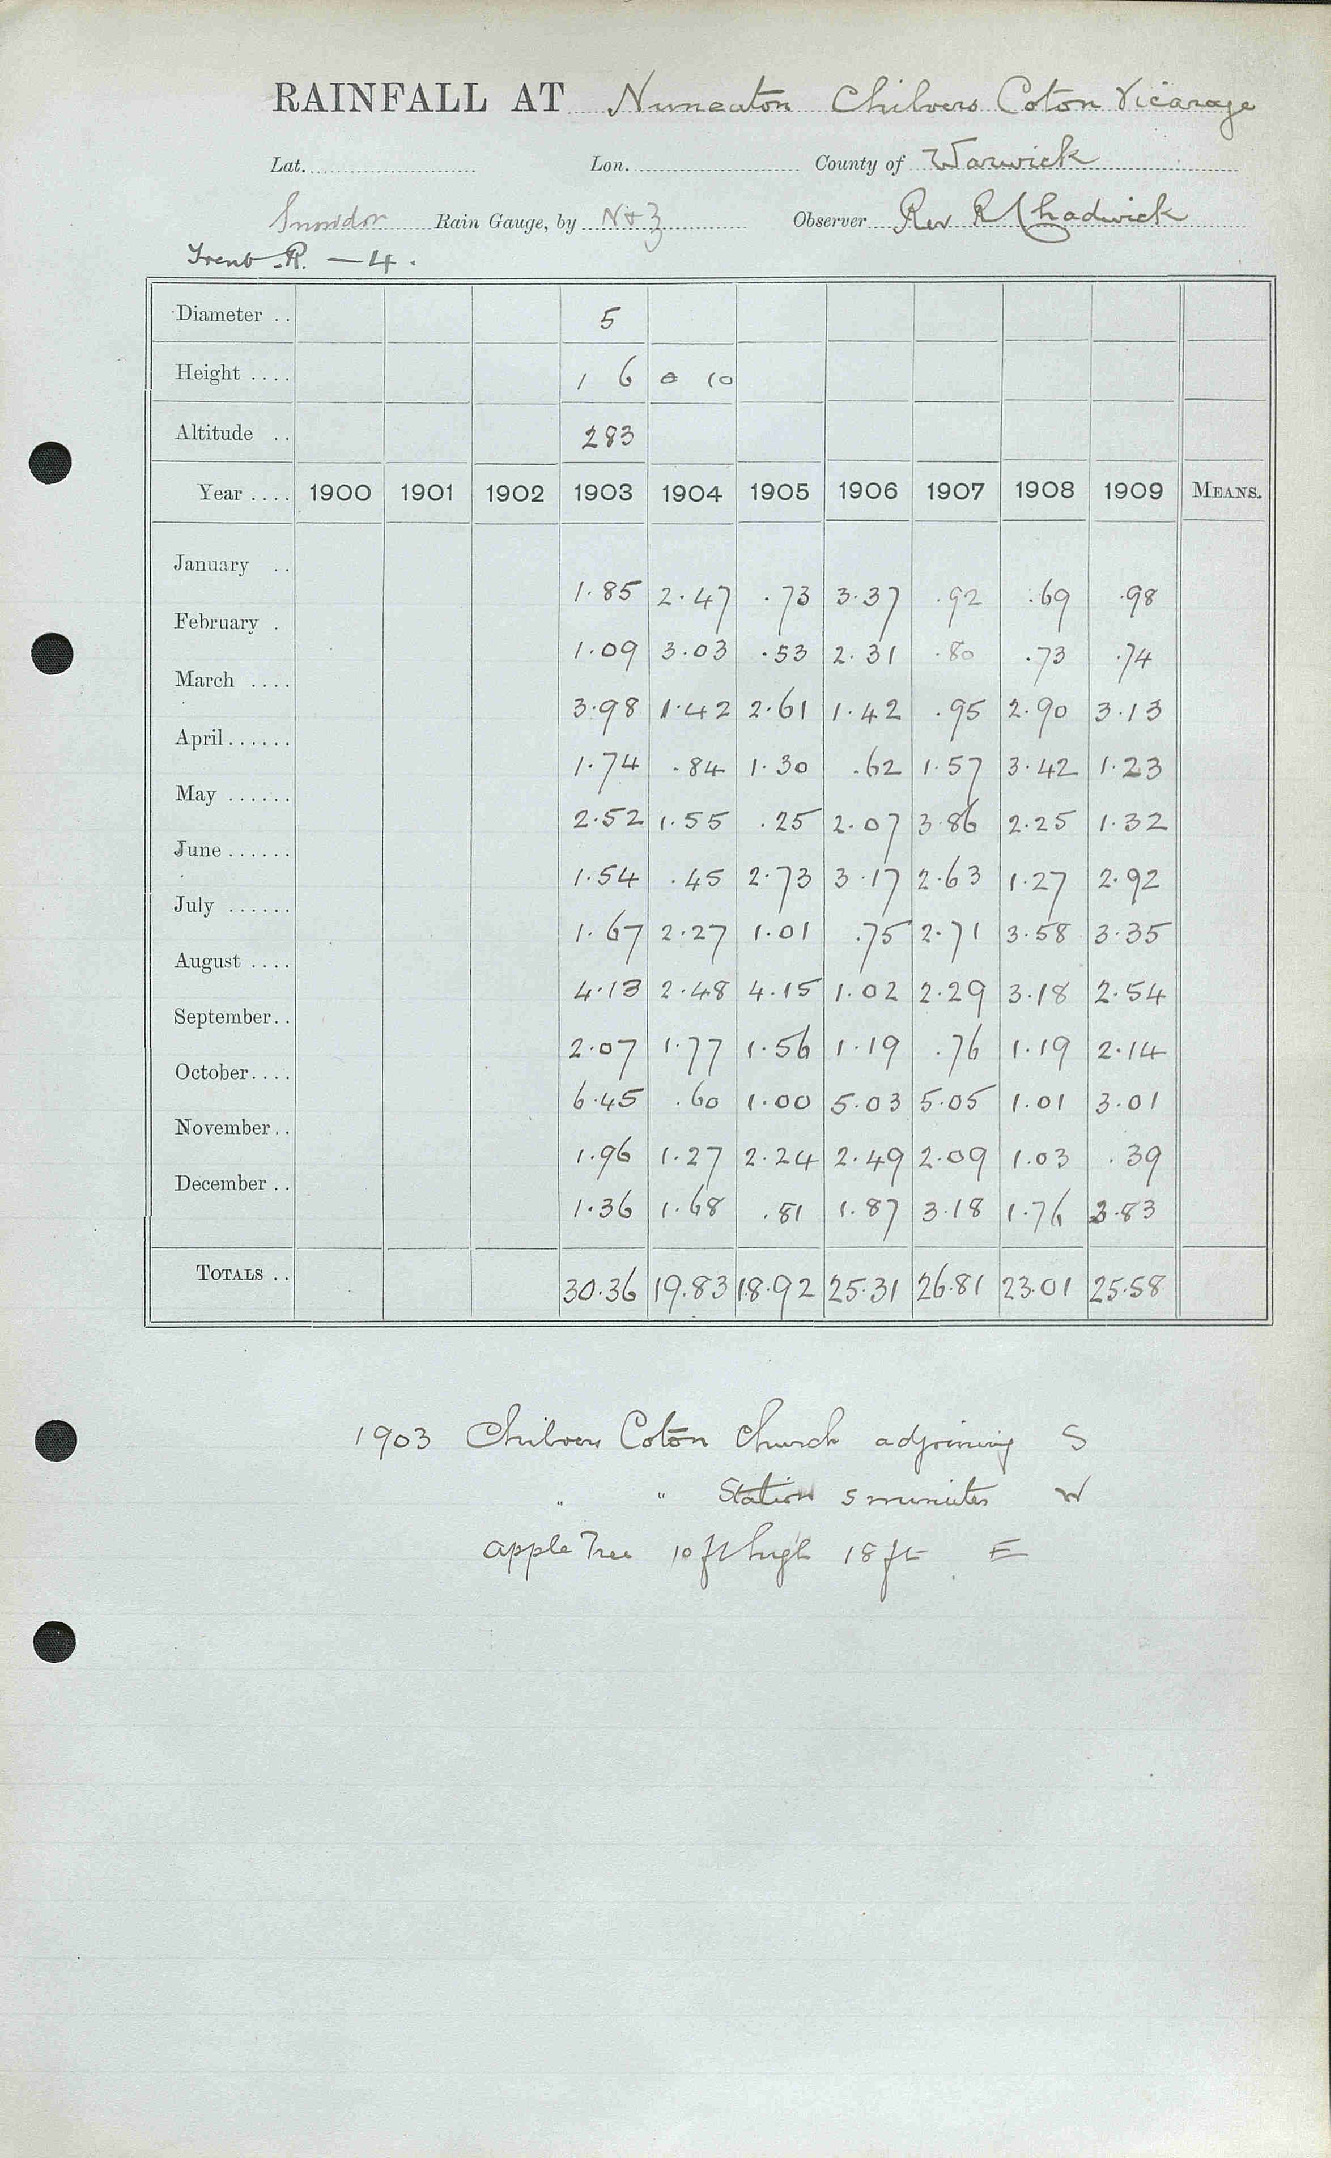 RAINFALL AT Nuneaton Chilvers Coton Vicarage
Lat. Lon. County of Warwick
Snowdon Rain Gauge, by N+Z Observer Rev R Chadwick
Trent R. — 4.
Diameter .. 5
Height .... 1 6 0 10
Altitude .. 283
Year .... 1900 1901 1902 1903 1904 1905 1906 1907 1908 1909 MEANS.
January .. 1.85 2.47 .73 3.37 .92 .69 .98
February . 1.09 3.03 .53 2.31 .80 .73 .74
March .... 3.98 1.42 2.61 1.42 .95 2.90 3.13
April...... 1.74 .84 1.30 .62 1.57 3.42 1.23
May ...... 2.52 1.55 .25 2.07 3.86 2.25 1.32
June ...... 1.54 .45 2.73 3.17 2.63 1.27 2.92
July ...... 1.67 2.27 1.01 .75 2.71 3.58 3.35
August .... 4.13 2.48 4.15 1.02 2.29 3.18 2.54
September.. 2.07 1.77 1.56 1.19 .76 1.19 2.14
October.... 6.45 .60 1.00 5.03 5.05 1.01 3.01
November.. 1.96 1.27 2.24 2.49 2.09 1.03 .39
December .. 1.36 1.68 .81 1.87 3.18 1.76 3.83
TOTALS .. 30.36 19.83 18.92 25.31 26.81 23.01 25.58
1903 Chilvers Coton Church adjoining S
" " Station 5 minutes W
apple Tree 10 ft high 18 ft E